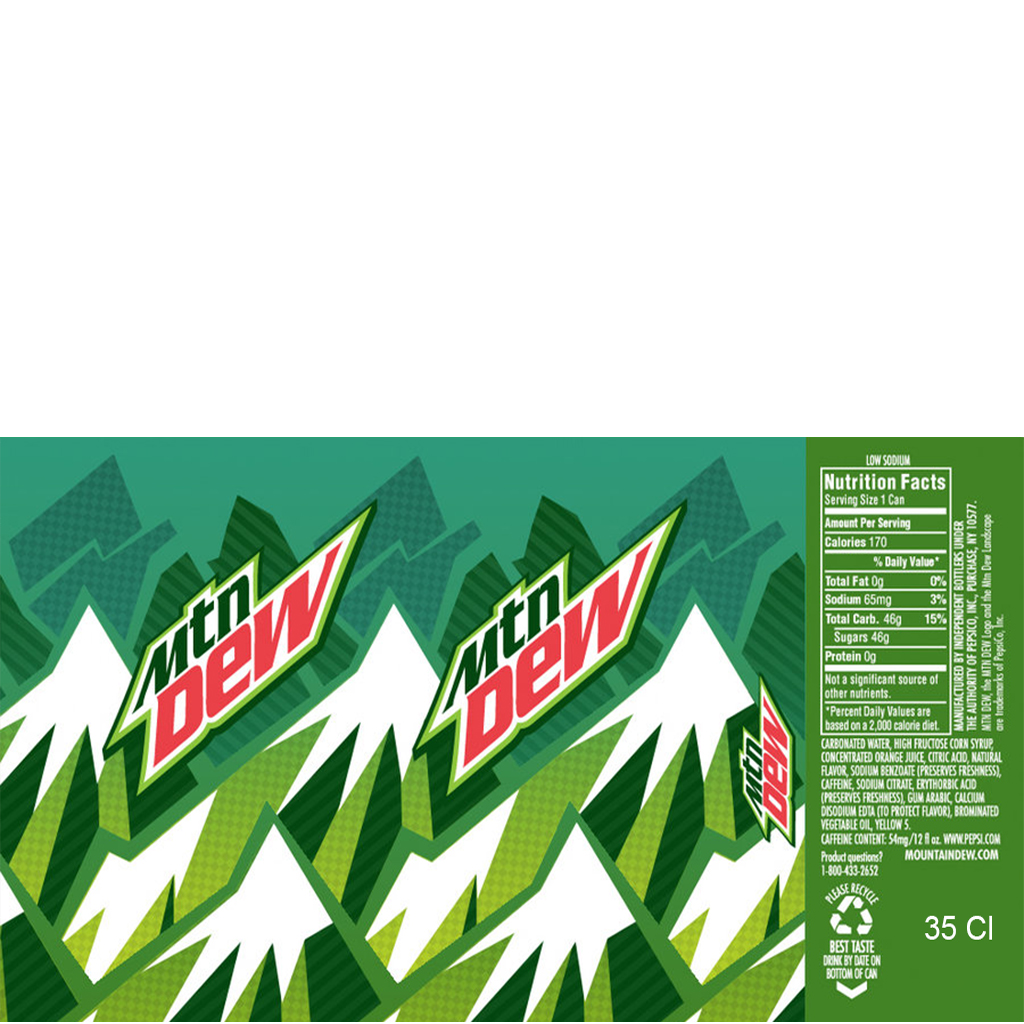 Mtn
DEW
Mtn
DEW
Mtn
DEW
LOW SODIUM
Nutrition Facts
Serving Size 1 Can
Amount Per Serving
Calories 170
% Daily Value*
Total Fat 0g 0%
Sodium 65mg 3%
Total Carb. 46g 15%
Sugars 46g
Protein 0g
Not a significant source of
other nutrients.
*Percent Daily Values are
based on a 2,000 calorie diet.
MANUFACTURED BY INDEPENDENT BOTTLERS UNDER
THE AUTHORITY OF PEPSICO, INC., PURCHASE, NY 10577.
MTN DEW, the MTN DEW Logo and the Mtn Dew Landscape
are trademarks of PepsiCo, Inc.
CARBONATED WATER, HIGH FRUCTOSE CORN SYRUP,
CONCENTRATED ORANGE JUICE, CITRIC ACID, NATURAL
FLAVOR, SODIUM BENZOATE (PRESERVES FRESHNESS),
CAFFEINE, SODIUM CITRATE, ERYTHORBIC ACID
(PRESERVES FRESHNESS), GUM ARABIC, CALCIUM
DISODIUM EDTA (TO PROTECT FLAVOR), BROMINATED
VEGETABLE OIL, YELLOW 5.
CAFFEINE CONTENT: 54mg/12 fl oz. WWW.PEPSI.COM
Product questions? MOUNTAINDEW.COM
1-800-433-2652
PLEASE RECYCLE
35 Cl
BEST TASTE
DRINK BY DATE ON
BOTTOM OF CAN